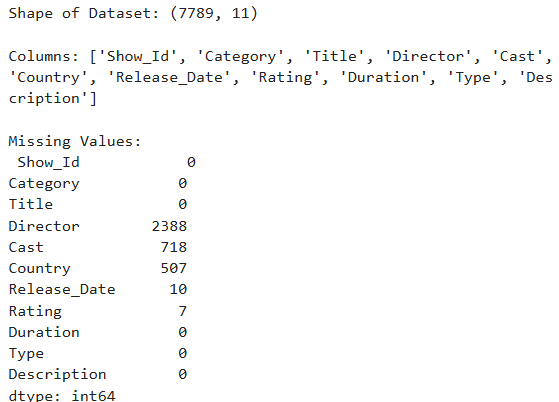 Shape of Dataset: (7789, 11)
Columns: ['Show_Id', 'Category', 'Title', 'Director', 'Cast',
'Country', 'Release_Date', 'Rating', 'Duration', 'Type', 'Des
cription']
Missing Values:
Show_Id 0
Category 0
Title 0
Director 2388
Cast 718
Country 507
Release_Date 10
Rating 7
Duration 0
Type 0
Description 0
dtype: int64